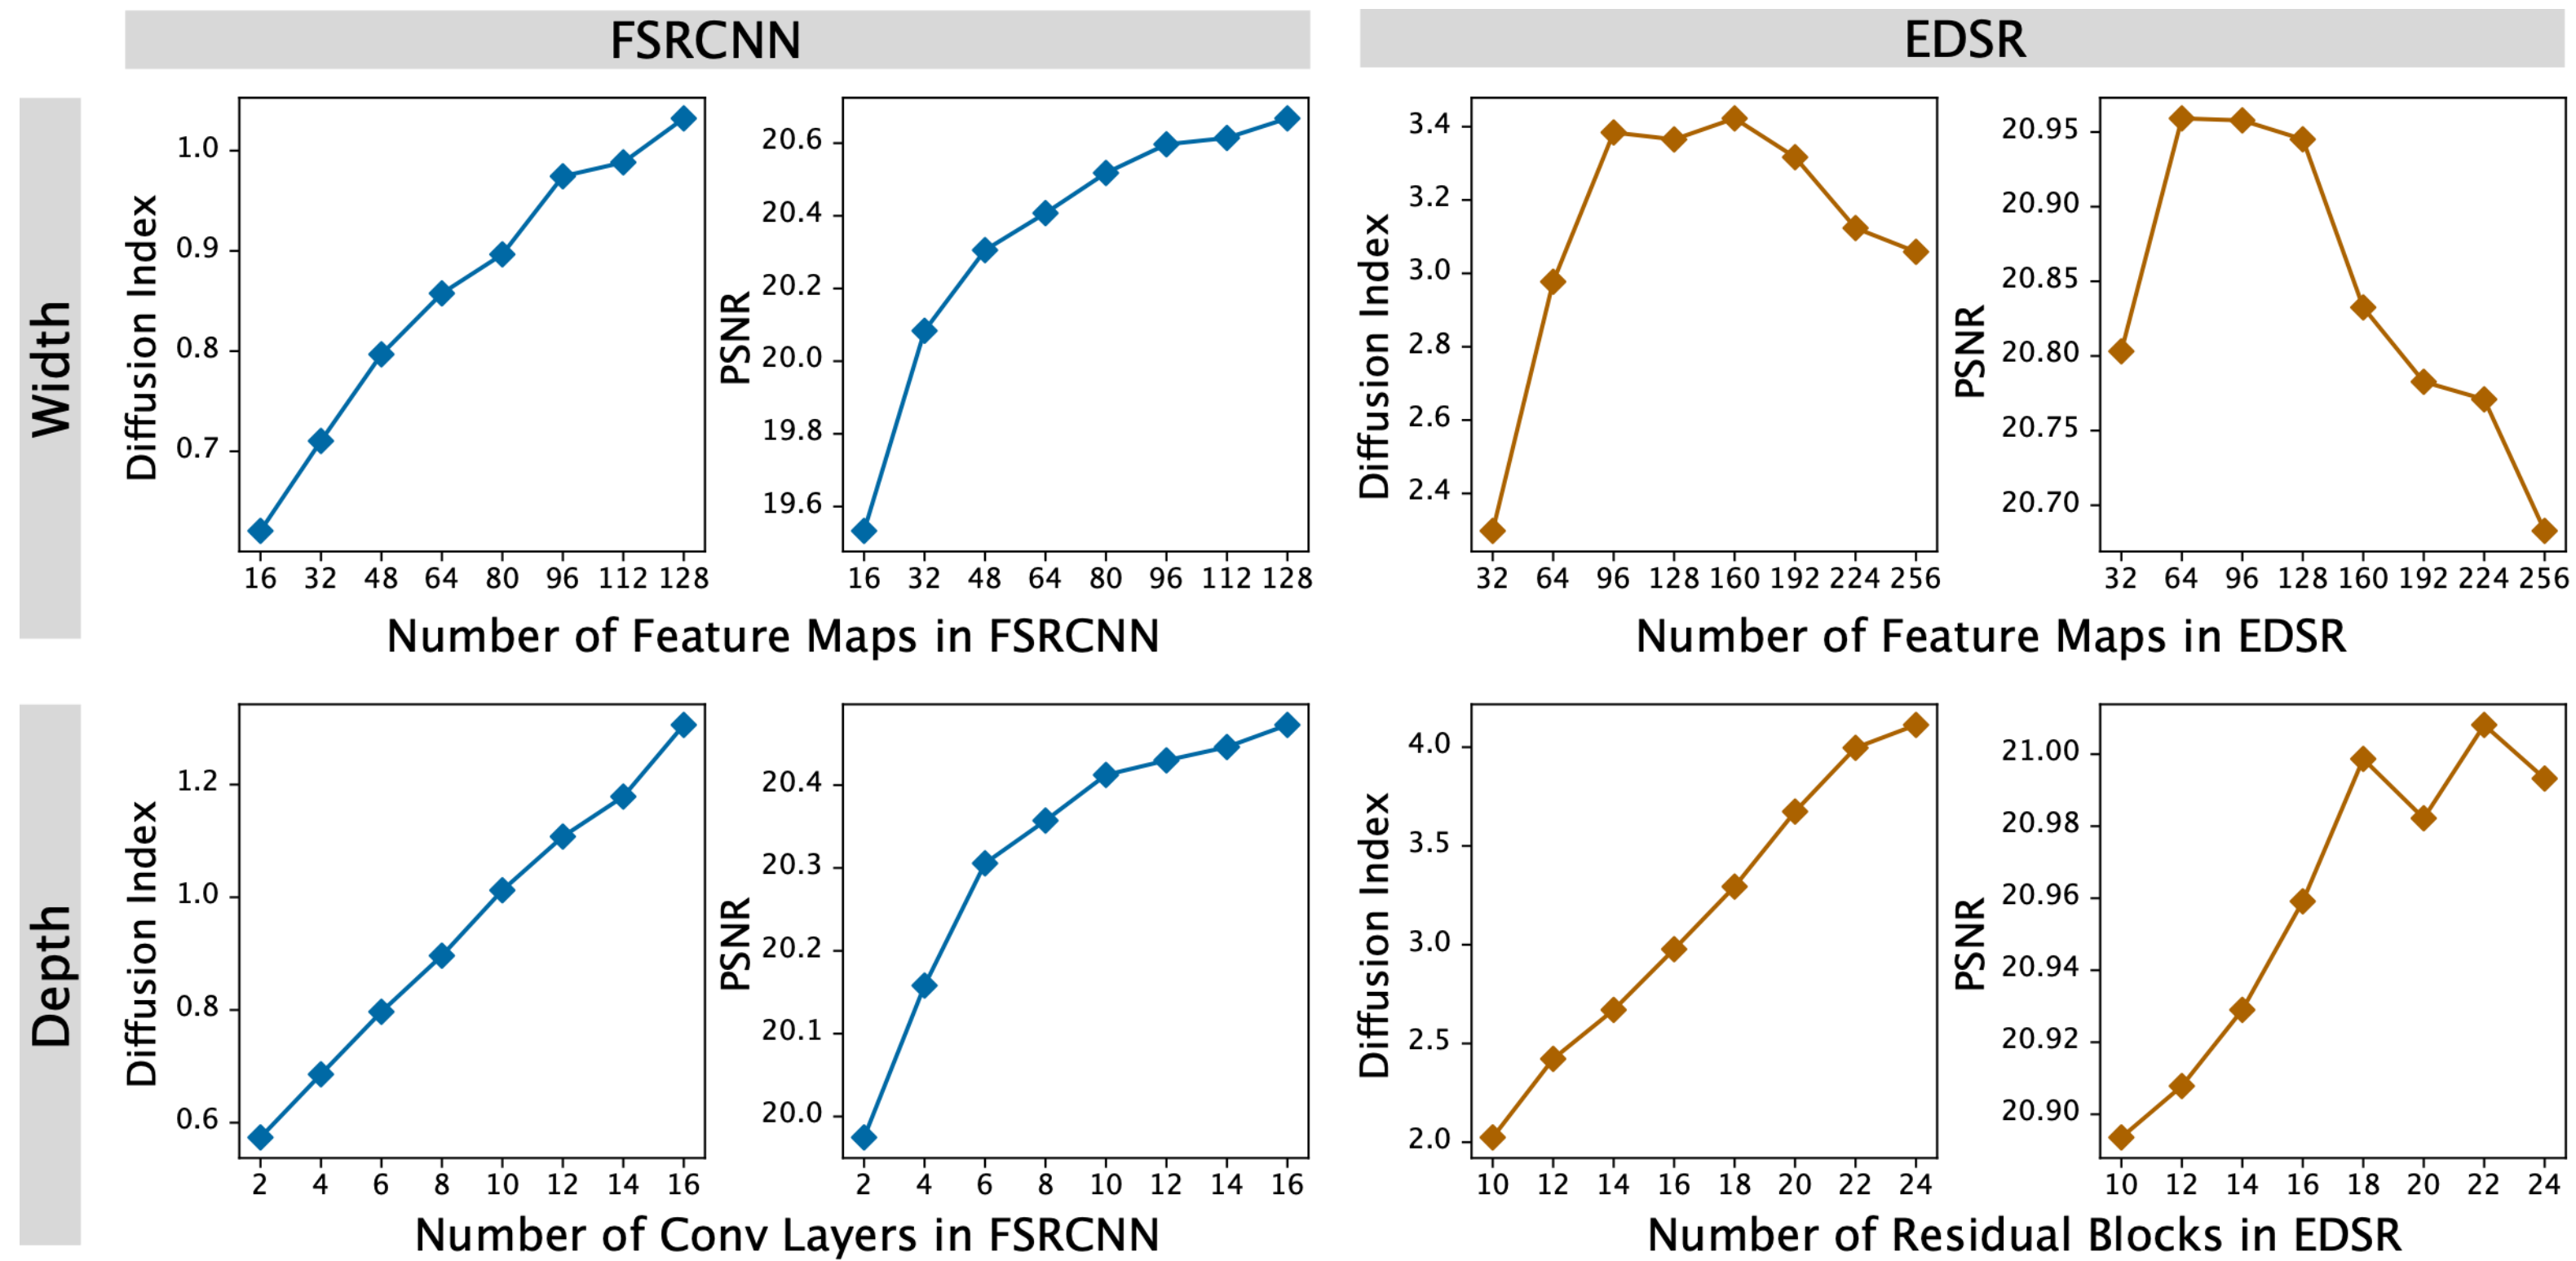 FSRCNN
EDSR
Width
Diffusion Index
1.0
0.9
0.8
0.7
16 32 48 64 80 96 112 128
PSNR
20.6
20.4
20.2
20.0
19.8
19.6
16 32 48 64 80 96 112 128
Number of Feature Maps in FSRCNN
Diffusion Index
3.4
3.2
3.0
2.8
2.6
2.4
32 64 96 128 160 192 224 256
PSNR
20.95
20.90
20.85
20.80
20.75
20.70
32 64 96 128 160 192 224 256
Number of Feature Maps in EDSR
Depth
Diffusion Index
1.2
1.0
0.8
0.6
2 4 6 8 10 12 14 16
PSNR
20.4
20.3
20.2
20.1
20.0
2 4 6 8 10 12 14 16
Number of Conv Layers in FSRCNN
Diffusion Index
4.0
3.5
3.0
2.5
2.0
10 12 14 16 18 20 22 24
PSNR
21.00
20.98
20.96
20.94
20.92
20.90
10 12 14 16 18 20 22 24
Number of Residual Blocks in EDSR